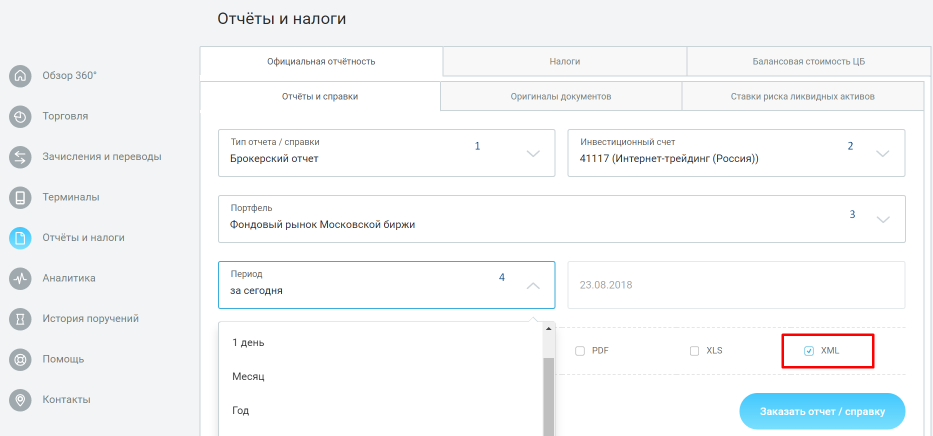 Отчёты и налоги
Обзор 360°
Торговля
Зачисления и переводы
Терминалы
Отчёты и налоги
Аналитика
История поручений
Помощь
Контакты
Официальная отчётность
Налоги
Балансовая стоимость ЦБ
Отчёты и справки
Оригиналы документов
Ставки риска ликвидных активов
Тип отчета / справки
1
Брокерский отчет
Инвестиционный счет
2
41117 (Интернет-трейдинг (Россия))
Портфель
3
Фондовый рынок Московской биржи
Период
4
за сегодня
23.08.2018
1 день
Месяц
Год
PDF
XLS
XML
Заказать отчет / справку